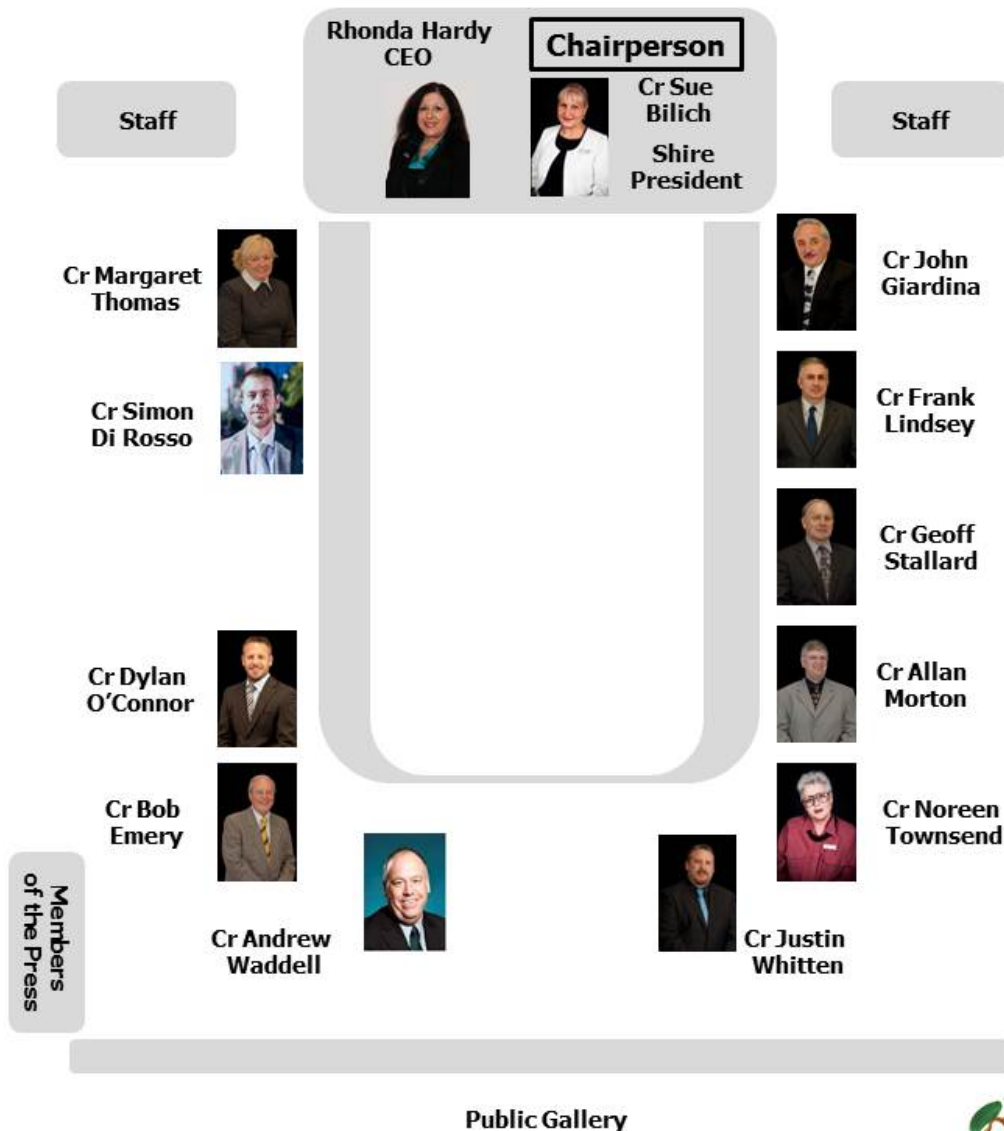 Rhonda Hardy
CEO
Chairperson
Cr Sue
Bilich
Shire
President
Staff
Staff
Cr Margaret
Thomas
Cr John
Giardina
Cr Simon
Di Rosso
Cr Frank
Lindsey
Cr Geoff
Stallard
Cr Dylan
O'Connor
Cr Allan
Morton
Cr Bob
Emery
Cr Noreen
Townsend
Members
of the Press
Cr Andrew
Waddell
Cr Justin
Whitten
Public Gallery